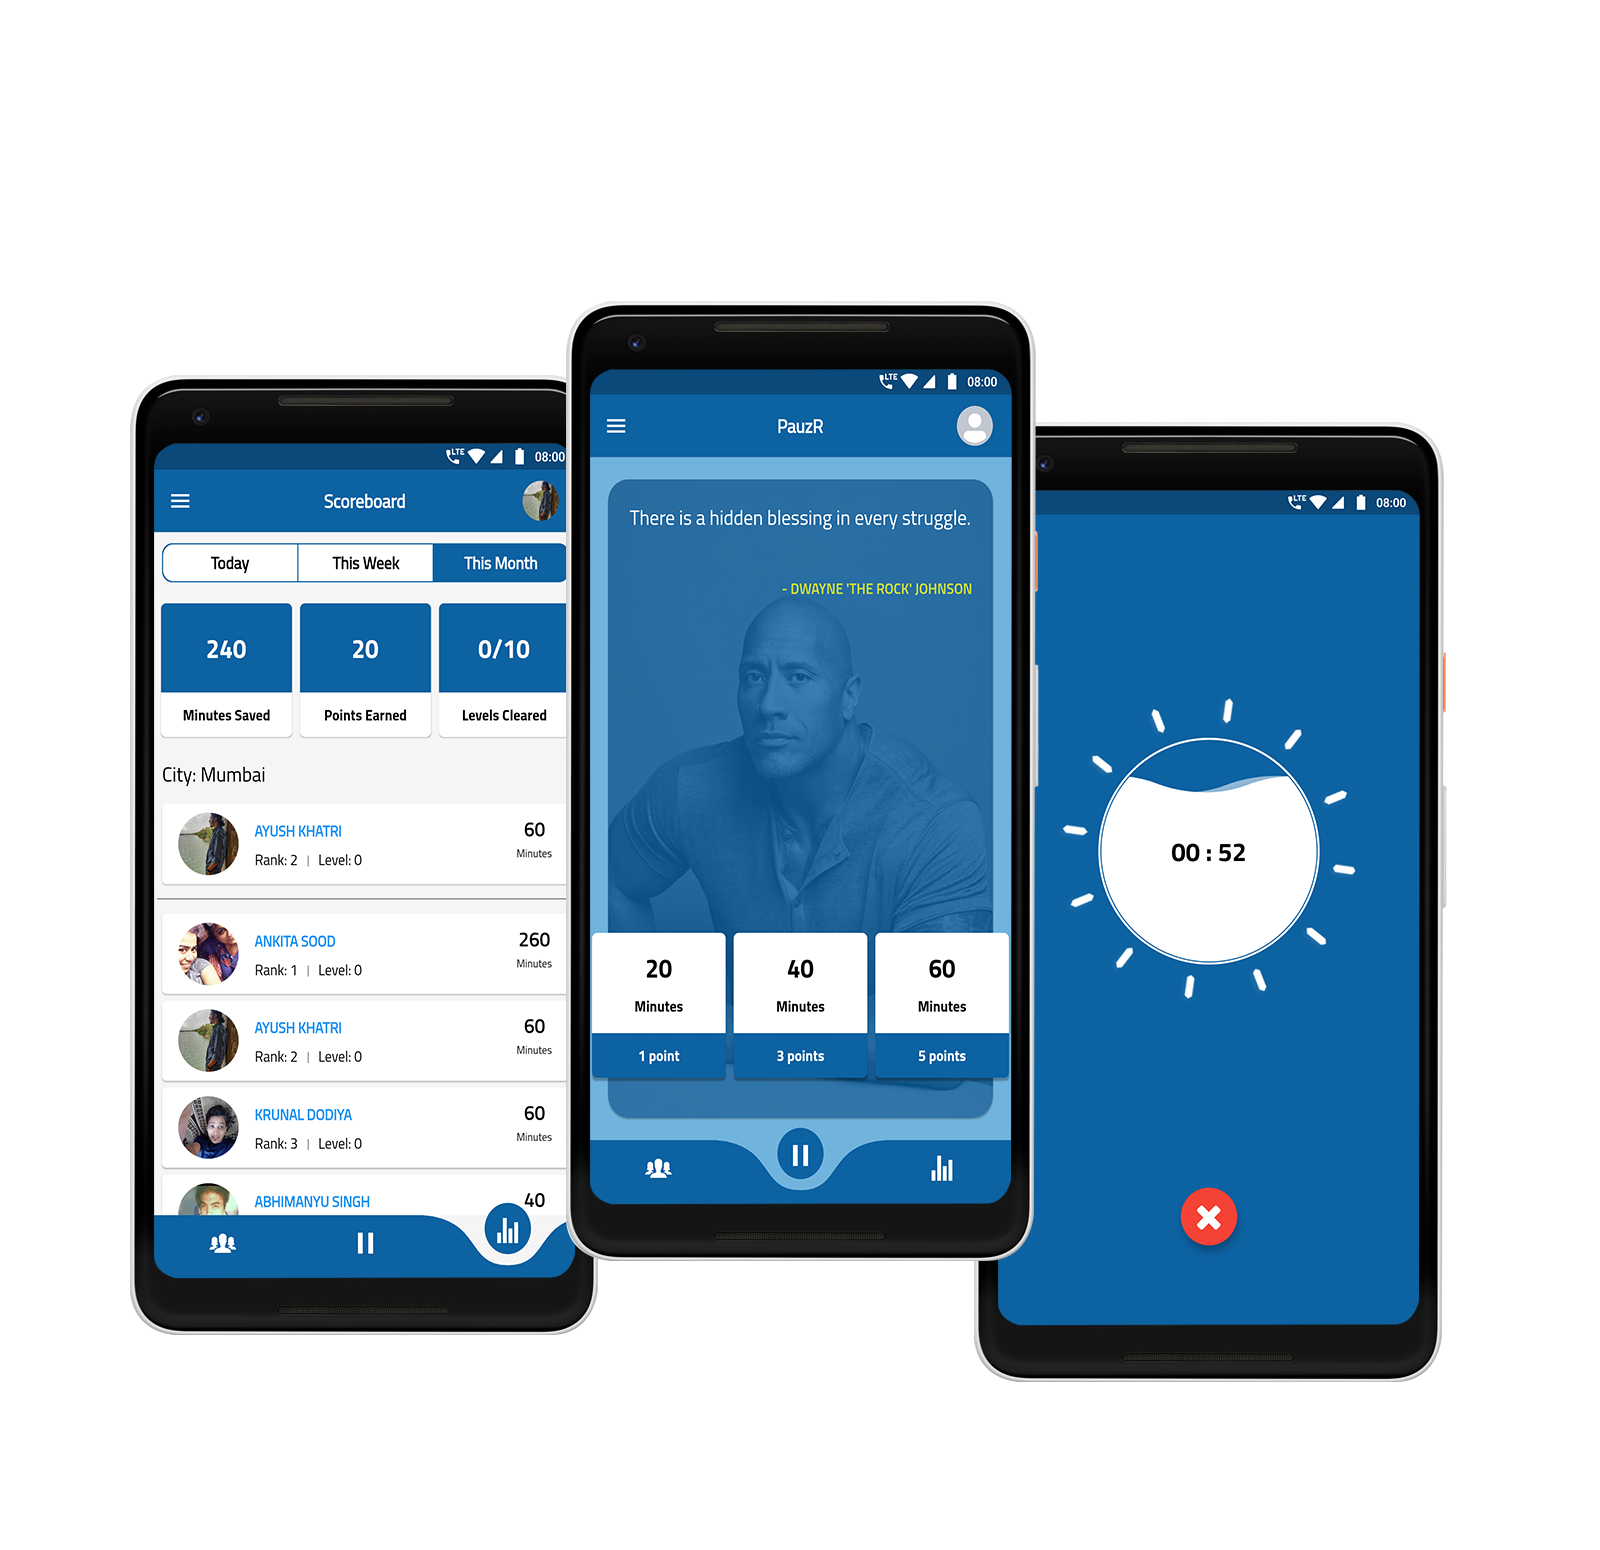 LTE 08:00
Scoreboard
Today This Week This Month
240 20 0/10
Minutes Saved Points Earned Levels Cleared
City: Mumbai
AYUSH KHATRI 60
Rank: 2 | Level: 0 Minutes
ANKITA SOOD 260
Rank: 1 | Level: 0 Minutes
AYUSH KHATRI 60
Rank: 2 | Level: 0 Minutes
KRUNAL DODIYA 60
Rank: 3 | Level: 0 Minutes
ABHIMANYU SINGH 40
LTE 08:00
PauzR
There is a hidden blessing in every struggle.
- DWAYNE 'THE ROCK' JOHNSON
20 40 60
Minutes Minutes Minutes
1 point 3 points 5 points
LTE 08:00
00 : 52